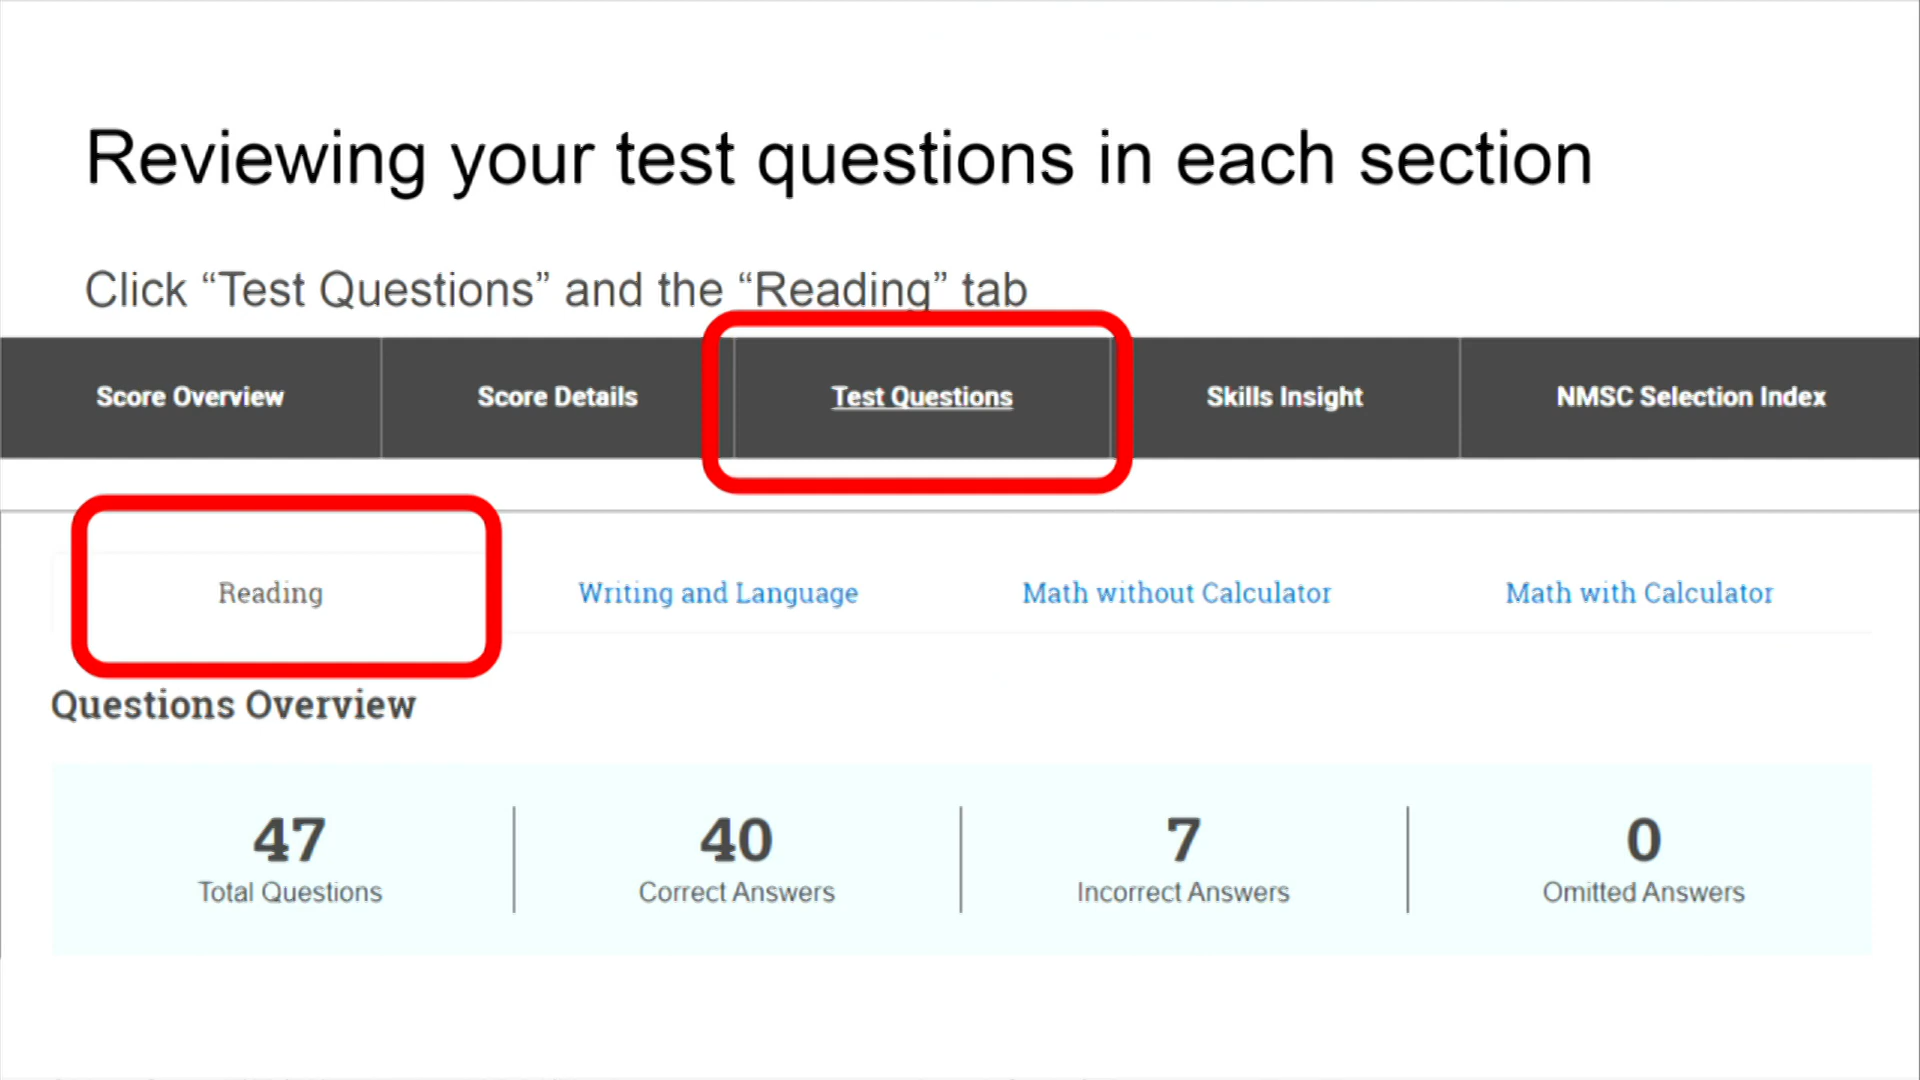 Reviewing your test questions in each section
Click “Test Questions” and the “Reading” tab
Score Overview Score Details Test Questions Skills Insight NMSC Selection Index
Reading Writing and Language Math without Calculator Math with Calculator
Questions Overview
47 40 7 0
Total Questions Correct Answers Incorrect Answers Omitted Answers